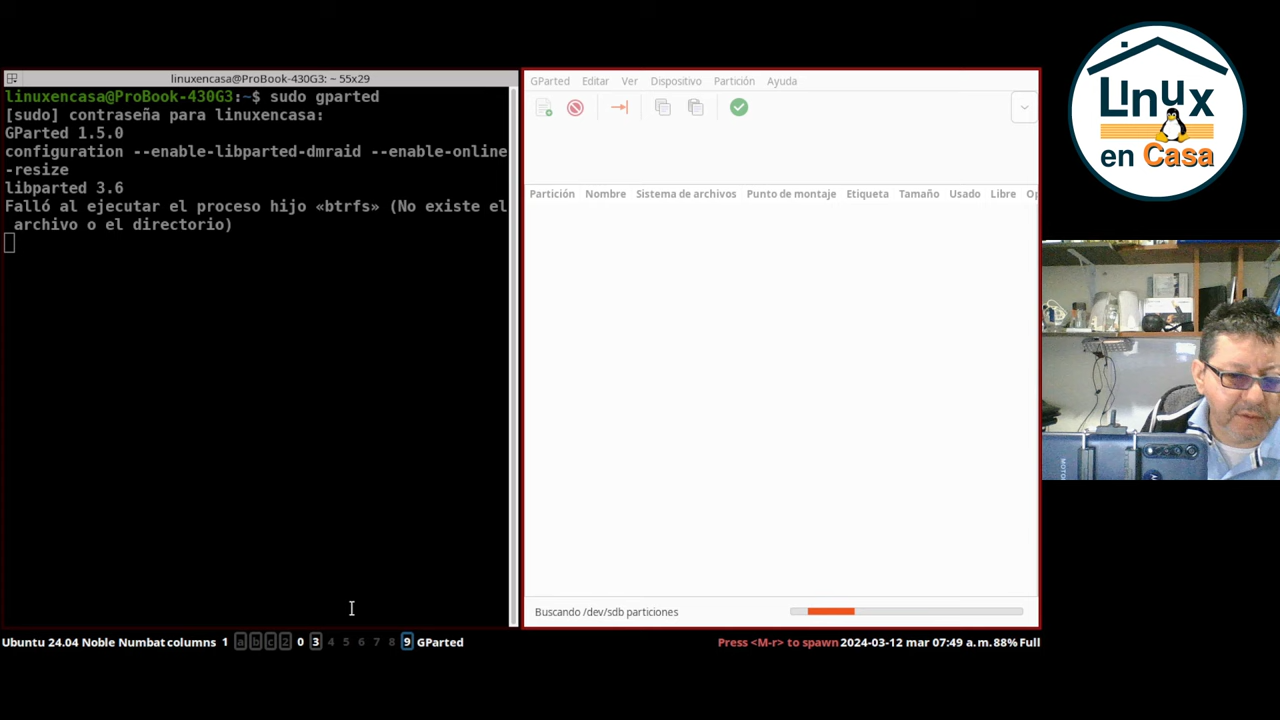 linuxencasa@ProBook-430G3: ~ 55x29
linuxencasa@ProBook-430G3:~$ sudo gparted
[sudo] contraseña para linuxencasa:
GParted 1.5.0
configuration --enable-libparted-dmraid --enable-online
-resize
libparted 3.6
Falló al ejecutar el proceso hijo «btrfs» (No existe el
archivo o el directorio)
GParted Editar Ver Dispositivo Partición Ayuda
Partición Nombre Sistema de archivos Punto de montaje Etiqueta Tamaño Usado Libre Op
Buscando /dev/sdb particiones
Linux
en Casa
Ubuntu 24.04 Noble Numbat columns 1 a b c 2 0 3 4 5 6 7 8 9 GParted
Press <M-r> to spawn 2024-03-12 mar 07:49 a.m. 88% Full